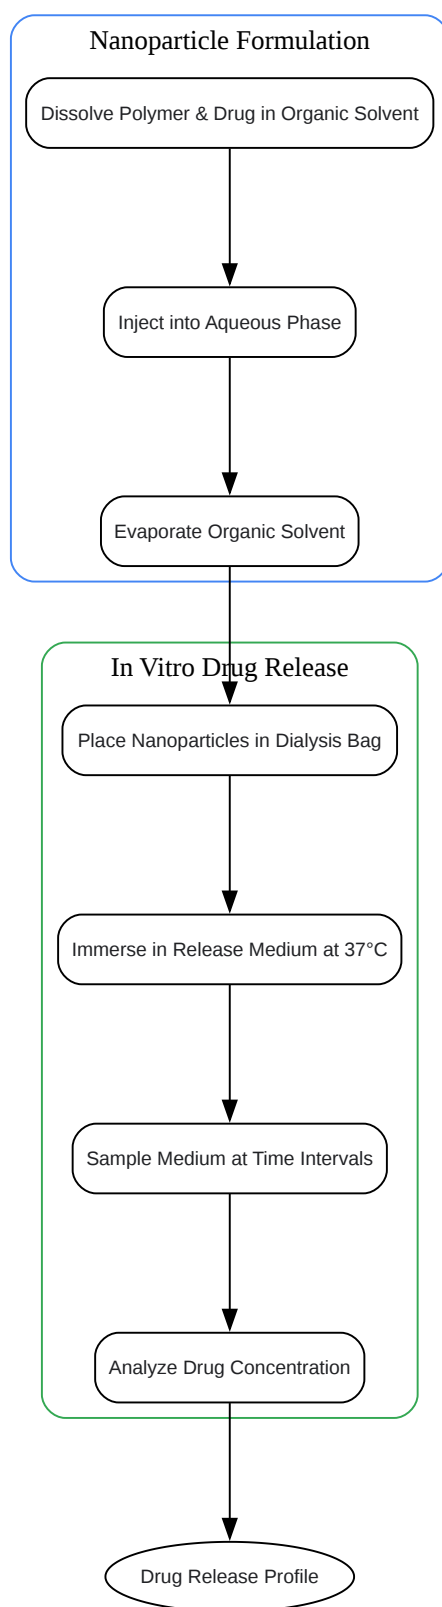 Nanoparticle Formulation
Dissolve Polymer & Drug in Organic Solvent
Inject into Aqueous Phase
Evaporate Organic Solvent
In Vitro Drug Release
Place Nanoparticles in Dialysis Bag
Immerse in Release Medium at 37°C
Sample Medium at Time Intervals
Analyze Drug Concentration
Drug Release Profile